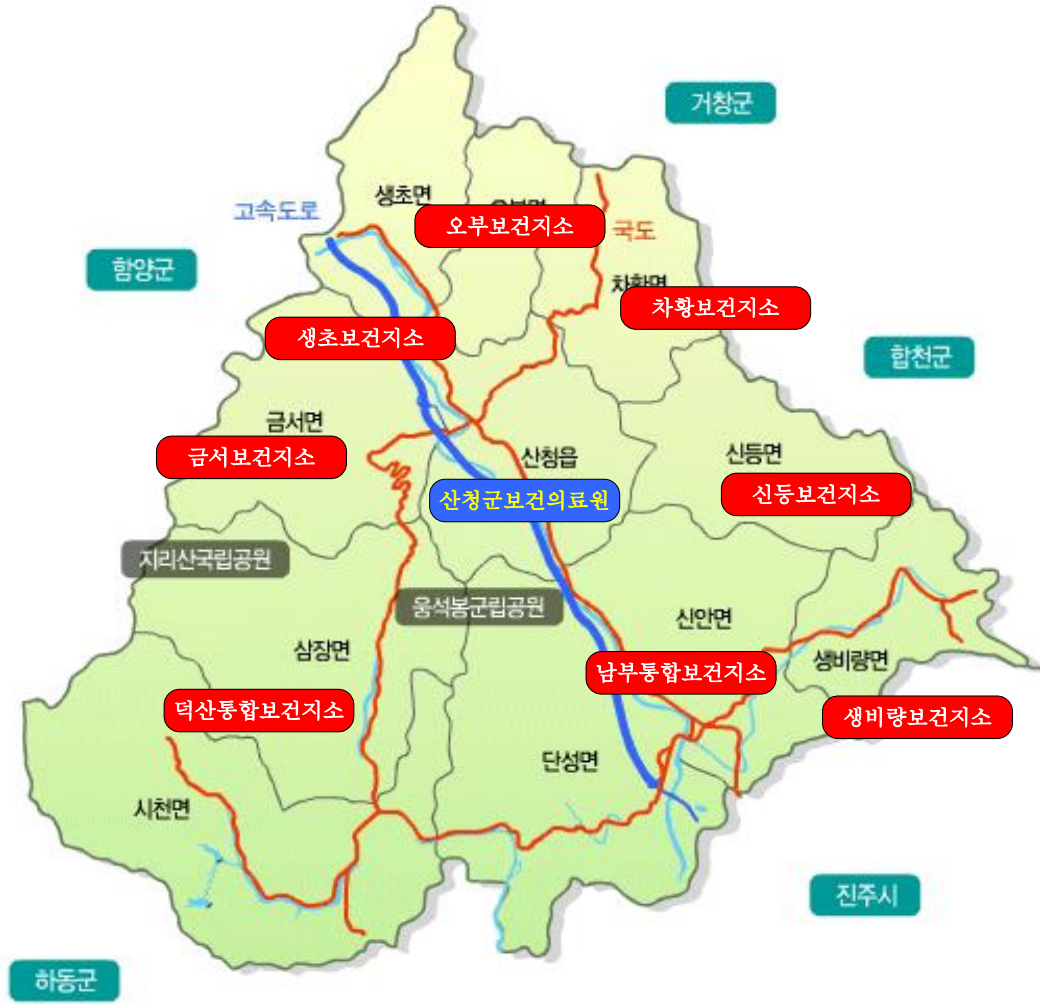 거창군
생초면
고속도로
오부보건지소
국도
함양군
차황면
차황보건지소
생초보건지소
합천군
금서면
금서보건지소
산청읍
신등면
신등보건지소
산청군보건의료원
지리산국립공원
웅석봉군립공원
신안면
삼장면
생비량면
남부통합보건지소
덕산통합보건지소
생비량보건지소
단성면
시천면
진주시
하동군